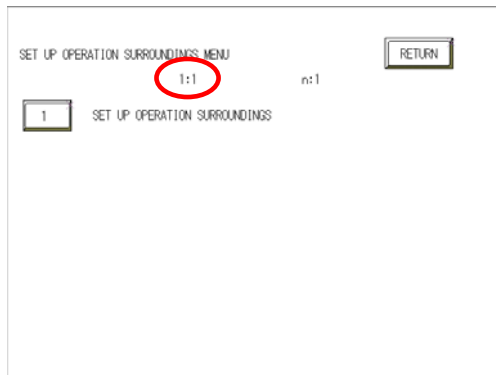 SET UP OPERATION SURROUNDINGS MENU RETURN
1:1 n:1
1 SET UP OPERATION SURROUNDINGS